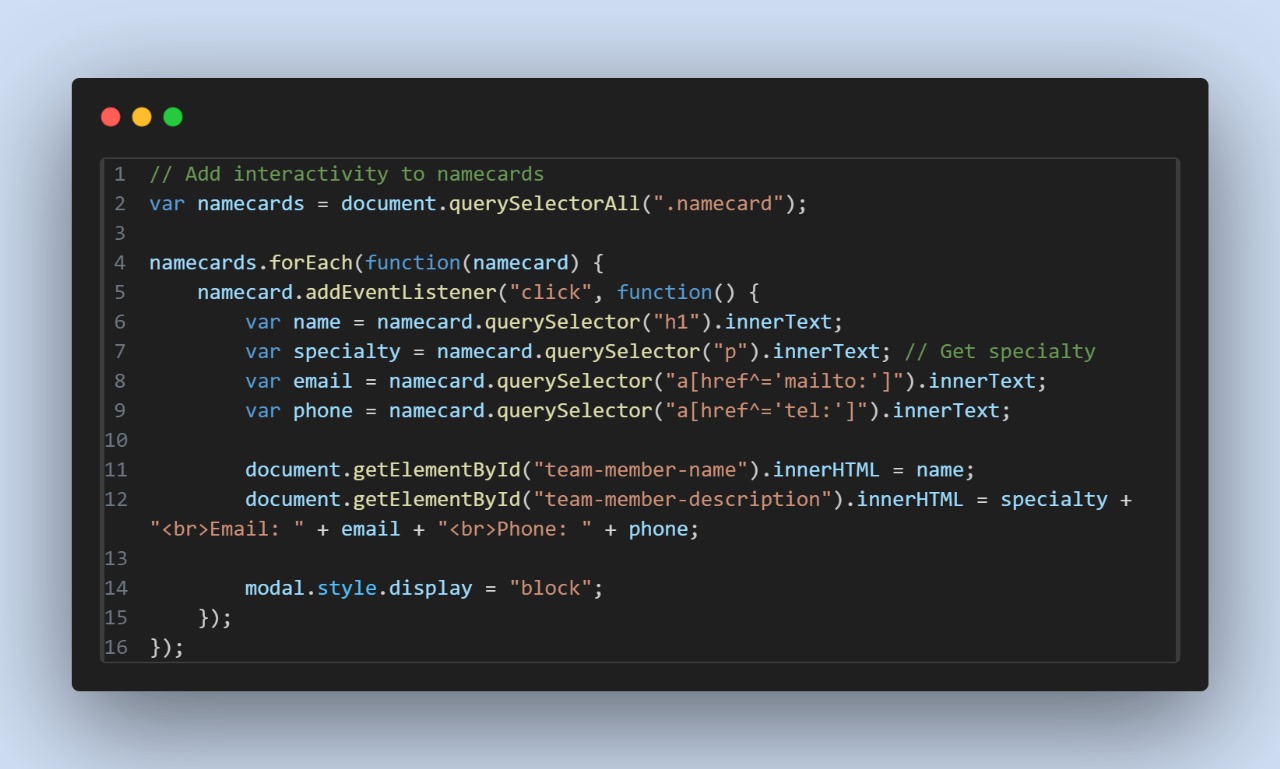 1 // Add interactivity to namecards
2 var namecards = document.querySelectorAll(".namecard");
3
4 namecards.forEach(function(namecard) {
5     namecard.addEventListener("click", function() {
6         var name = namecard.querySelector("h1").innerText;
7         var specialty = namecard.querySelector("p").innerText; // Get specialty
8         var email = namecard.querySelector("a[href^='mailto:']").innerText;
9         var phone = namecard.querySelector("a[href^='tel:']").innerText;
10
11         document.getElementById("team-member-name").innerHTML = name;
12         document.getElementById("team-member-description").innerHTML = specialty +
"<br>Email: " + email + "<br>Phone: " + phone;
13
14         modal.style.display = "block";
15     });
16 });